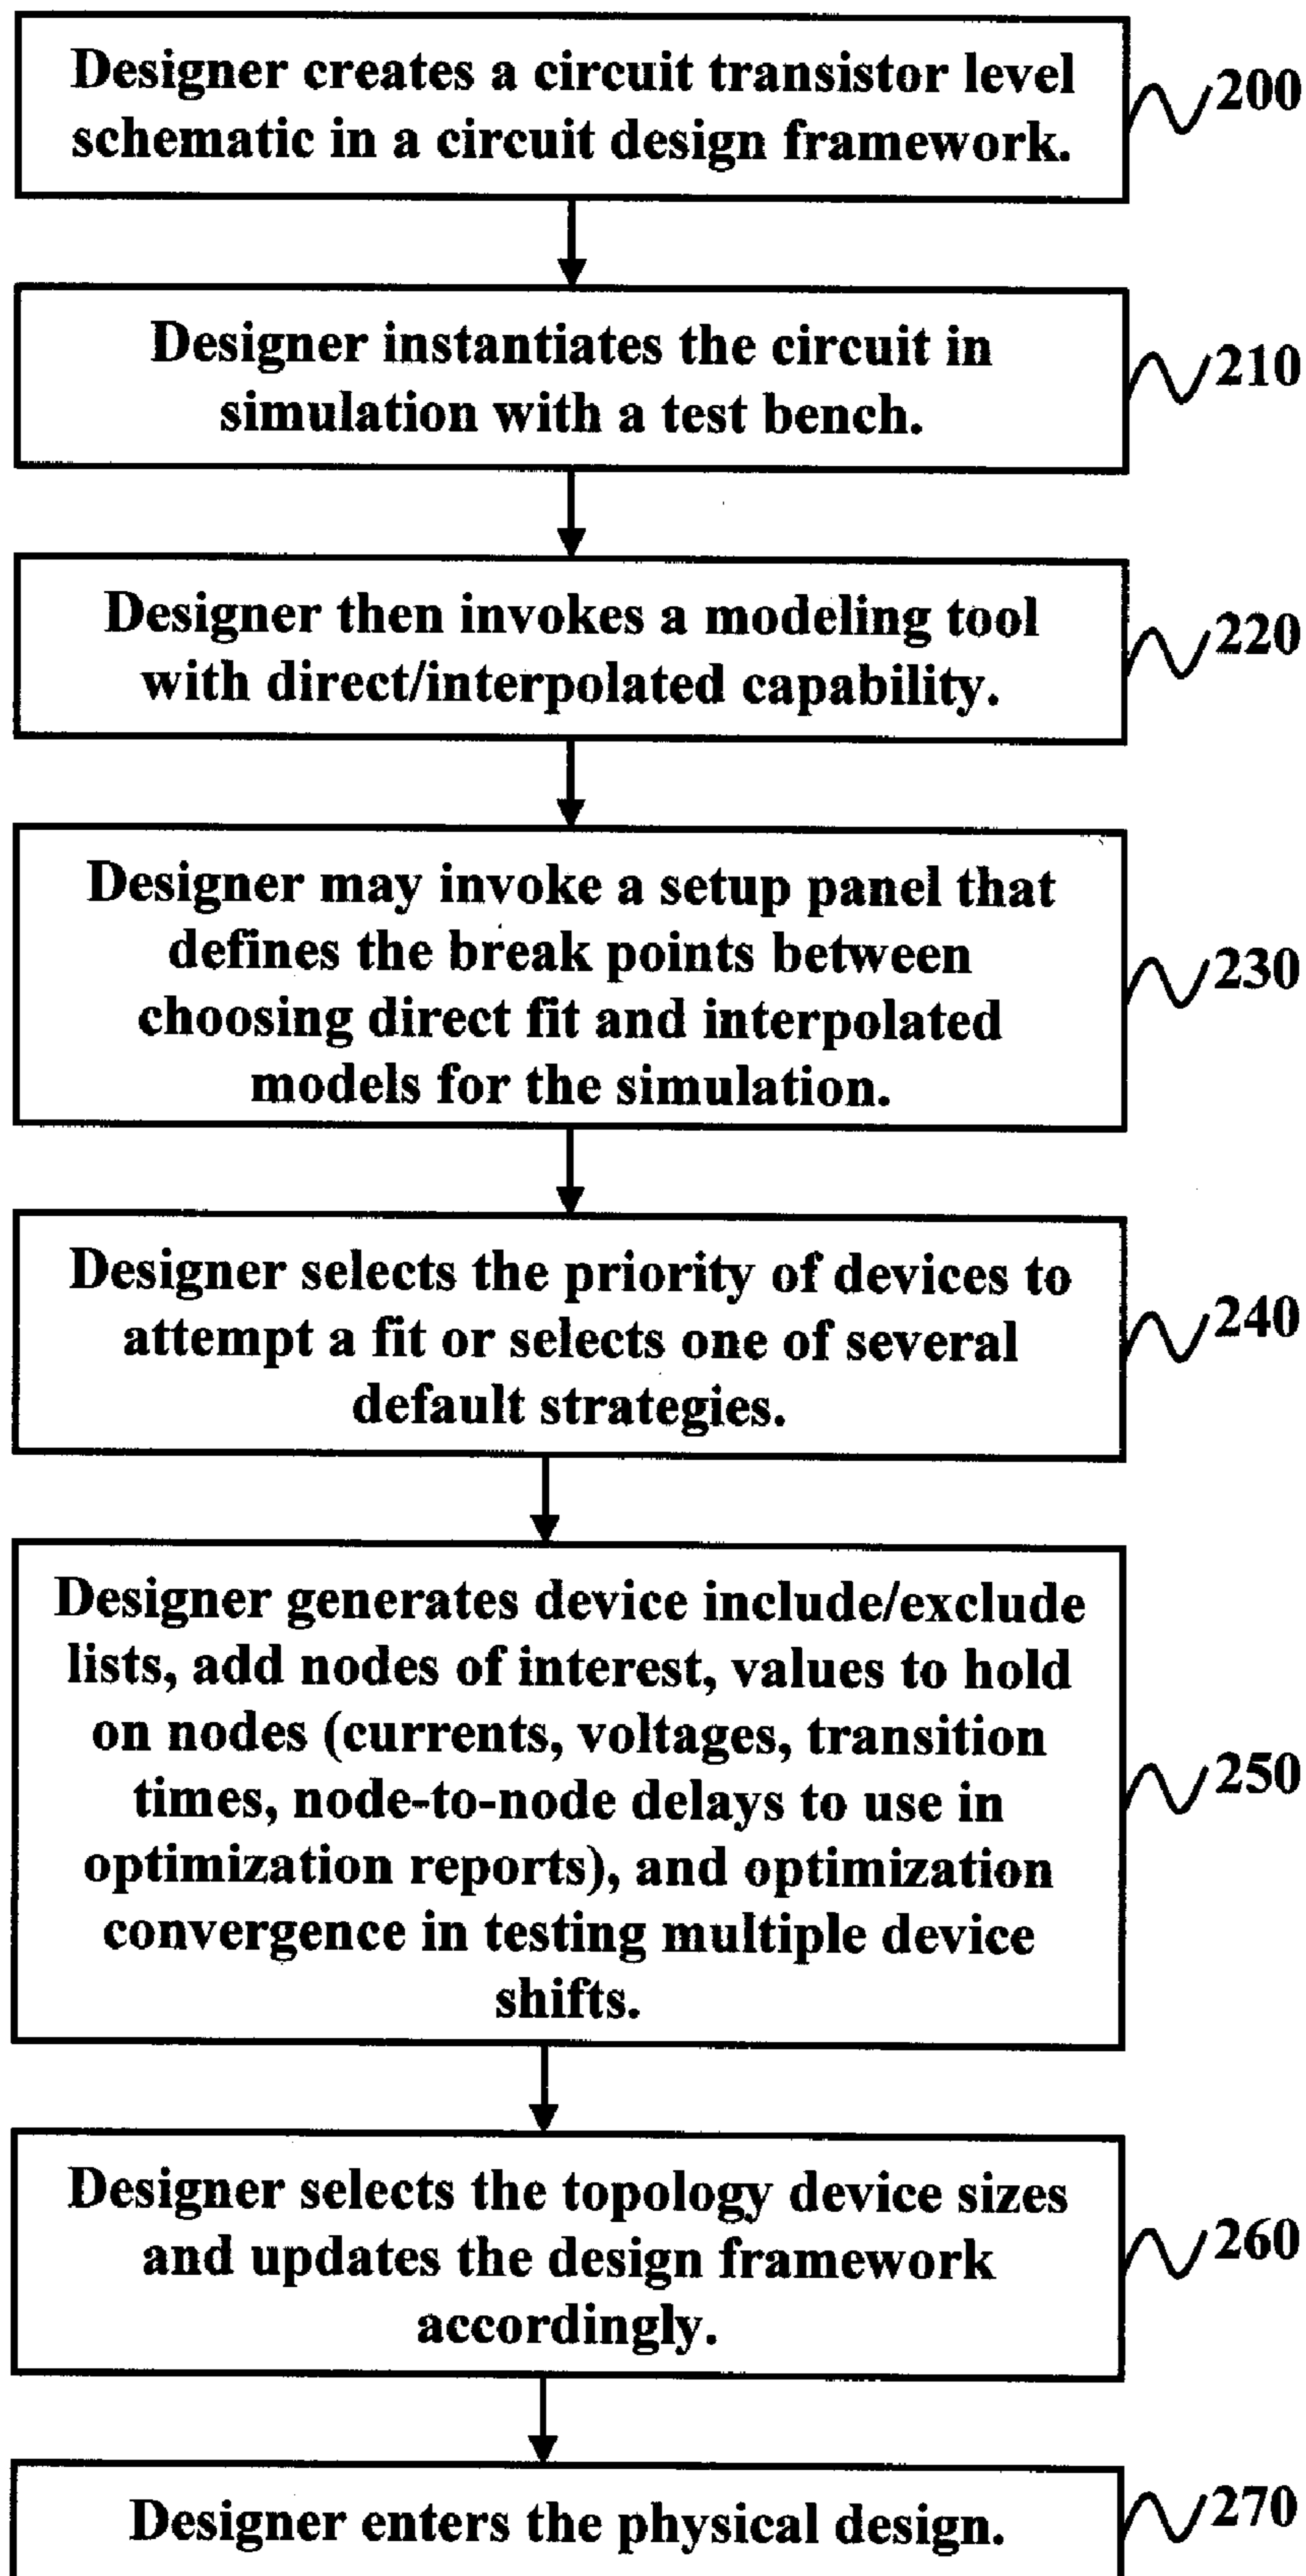 Designer creates a circuit transistor level
schematic in a circuit design framework.
200
Designer instantiates the circuit in
simulation with a test bench.
210
Designer then invokes a modeling tool
with direct/interpolated capability.
220
Designer may invoke a setup panel that
defines the break points between
choosing direct fit and interpolated
models for the simulation.
230
Designer selects the priority of devices to
attempt a fit or selects one of several
default strategies.
240
Designer generates device include/exclude
lists, add nodes of interest, values to hold
on nodes (currents, voltages, transition
times, node-to-node delays to use in
optimization reports), and optimization
convergence in testing multiple device
shifts.
250
Designer selects the topology device sizes
and updates the design framework
accordingly.
260
Designer enters the physical design.
270